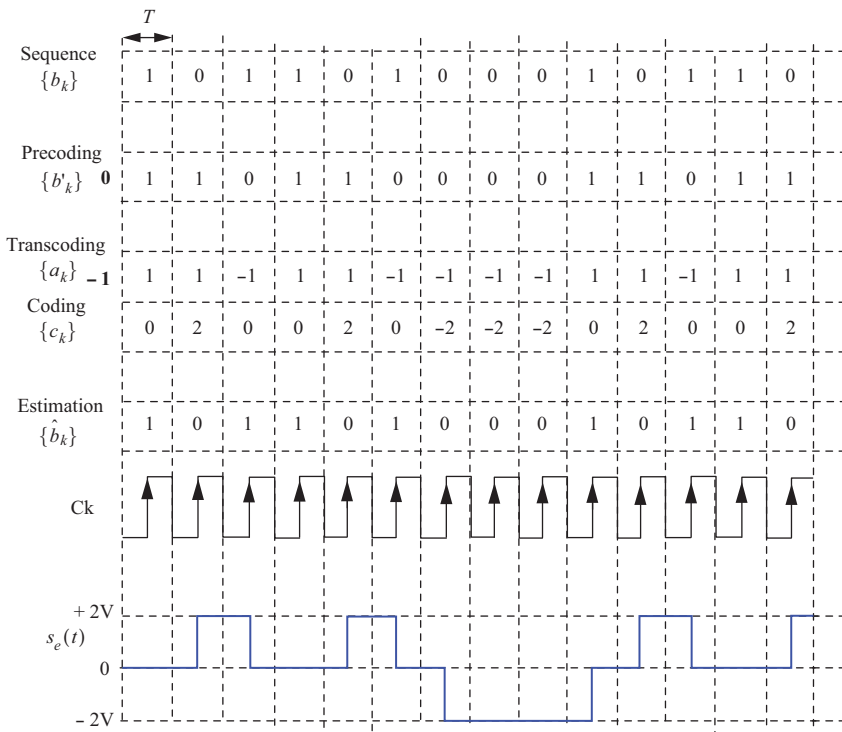 T
Sequence
{b_k} 1 0 1 1 0 1 0 0 0 1 0 1 1 0
Precoding
{b'_k} 0 1 1 0 1 1 0 0 0 0 1 1 0 1 1
Transcoding
{a_k} −1 1 1 −1 1 1 −1 −1 −1 −1 1 1 −1 1 1
Coding
{c_k} 0 2 0 0 2 0 −2 −2 −2 0 2 0 0 2
Estimation
{b̂_k} 1 0 1 1 0 1 0 0 0 1 0 1 1 0
Ck
+ 2V
s_e(t)
0
− 2V